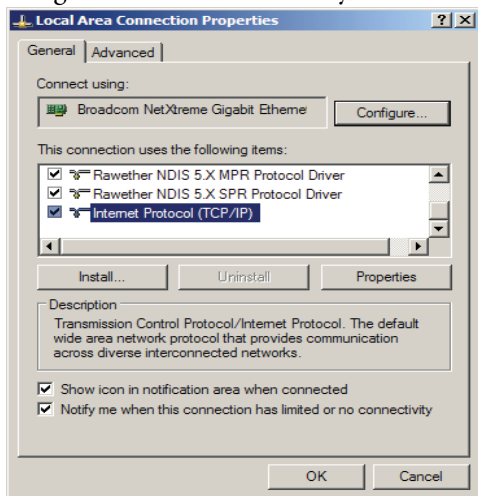 Local Area Connection Properties
General Advanced
Connect using:
Broadcom NetXtreme Gigabit Etherne
Configure...
This connection uses the following items:
Rawether NDIS 5.X MPR Protocol Driver
Rawether NDIS 5.X SPR Protocol Driver
Internet Protocol (TCP/IP)
Install... Uninstall Properties
Description
Transmission Control Protocol/Internet Protocol. The default
wide area network protocol that provides communication
across diverse interconnected networks.
Show icon in notification area when connected
Notify me when this connection has limited or no connectivity
OK Cancel